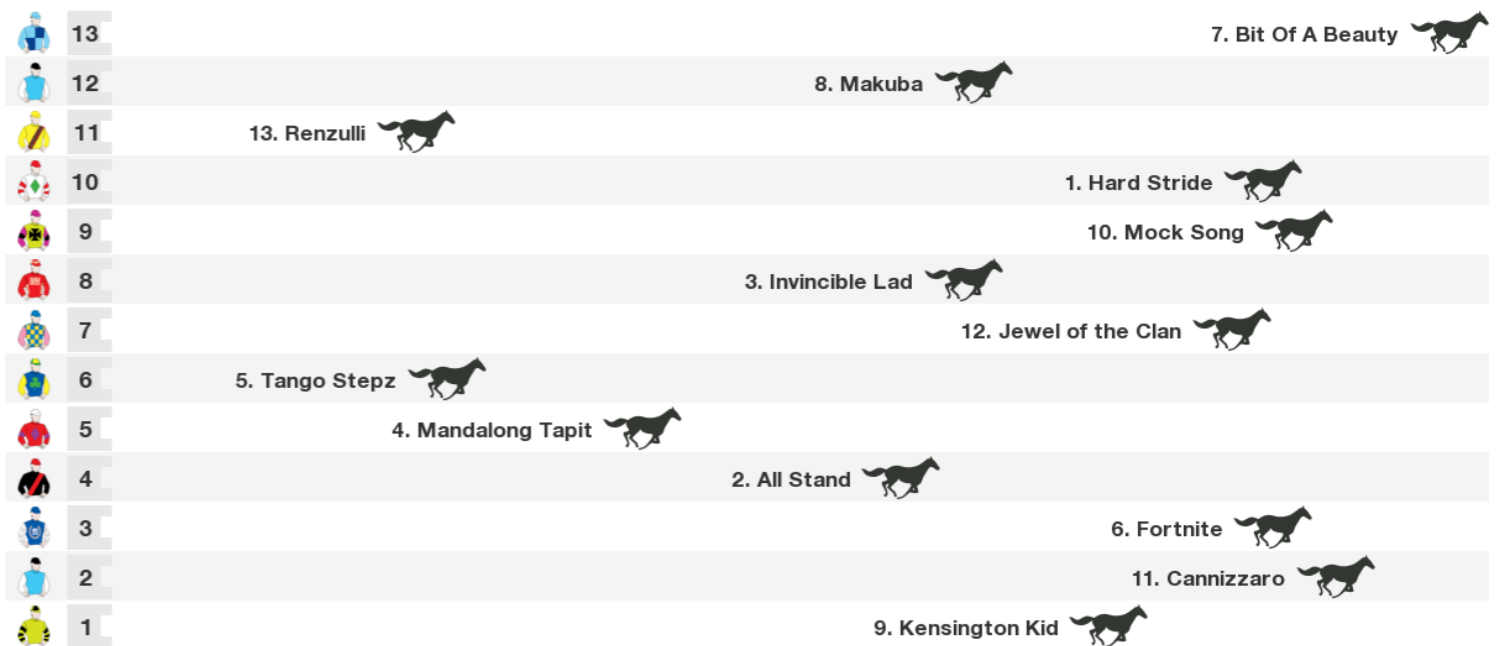 13 7. Bit Of A Beauty
12 8. Makuba
11 13. Renzulli
10 1. Hard Stride
9 10. Mock Song
8 3. Invincible Lad
7 12. Jewel of the Clan
6 5. Tango Stepz
5 4. Mandalong Tapit
4 2. All Stand
3 6. Fortnite
2 11. Cannizzaro
1 9. Kensington Kid